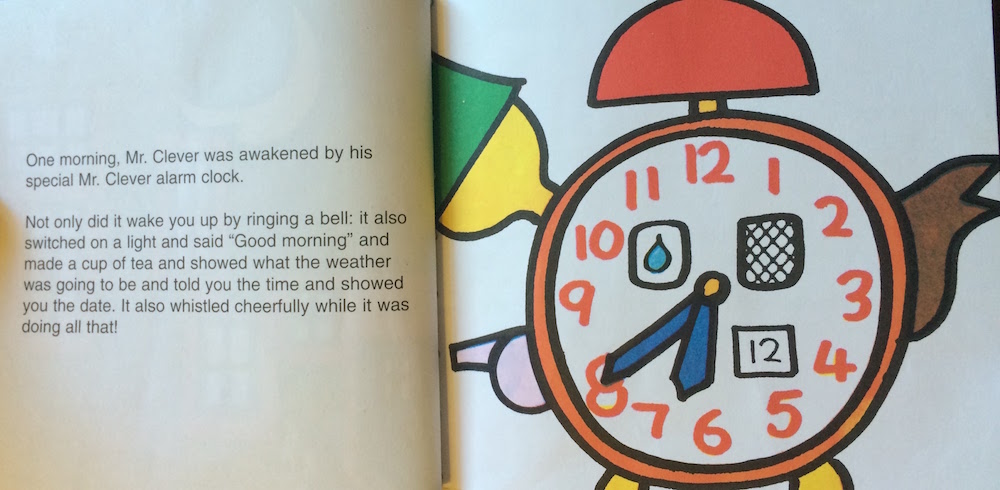 One morning, Mr. Clever was awakened by his
special Mr. Clever alarm clock.
Not only did it wake you up by ringing a bell: it also
switched on a light and said “Good morning” and
made a cup of tea and showed what the weather
was going to be and told you the time and showed
you the date. It also whistled cheerfully while it was
doing all that!
12
1
2
3
4
5
6
7
8
9
10
11
12